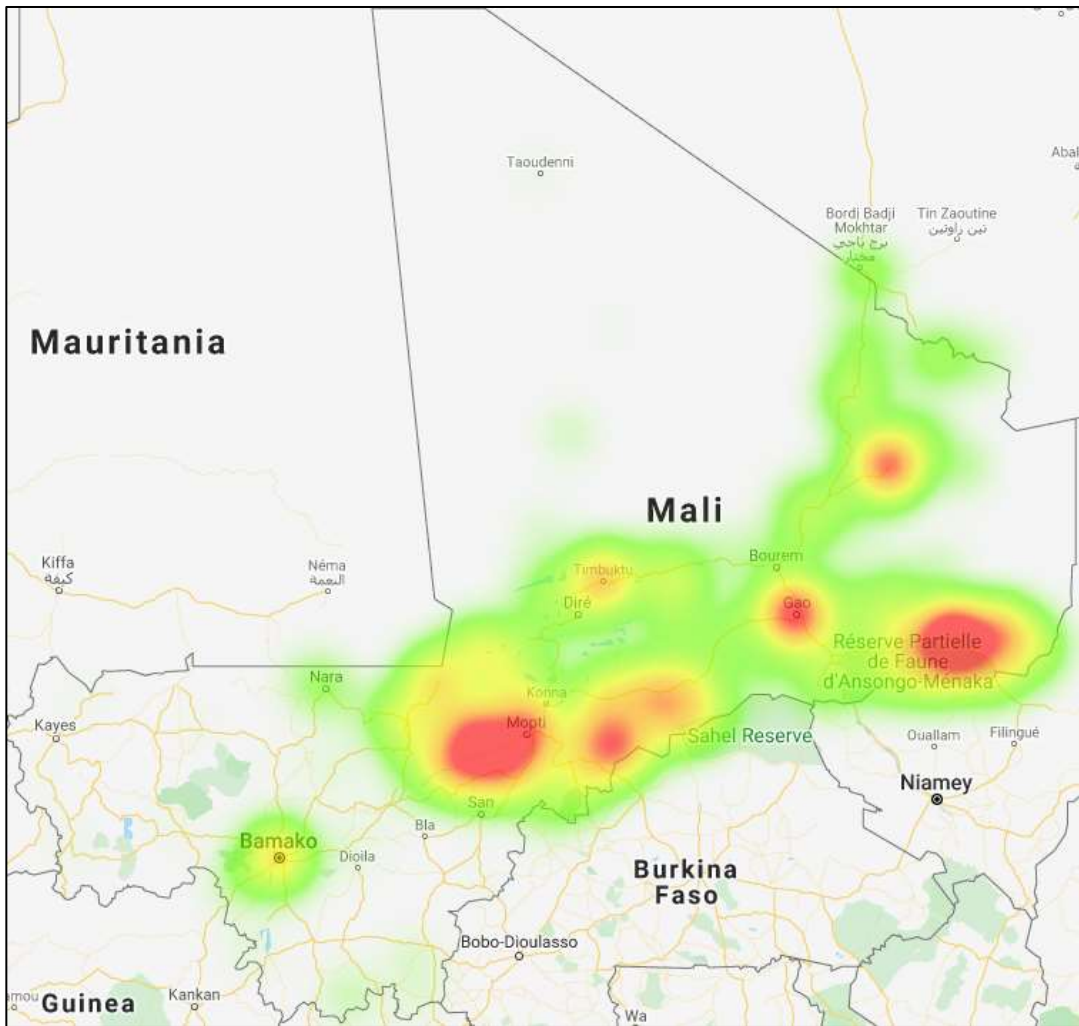 Taoudenni
Abal
Bordj Badji
Mokhtar
برج باجي
مختار
Tin Zaoutine
تين زاوتين
Mauritania
Mali
Kiffa
كيفة
Néma
النعمة
Timbuktu
Bourem
Diré
Gao
Réserve Partielle
de Faune
d'Ansongo-Ménaka
Nara
Konna
Kayes
Mopti
Sahel Reserve
Ouallam
Filingué
Niamey
San
Bla
Bamako
Dioila
Burkina
Faso
Bobo-Dioulasso
Guinea
Kankan
amou
Wa